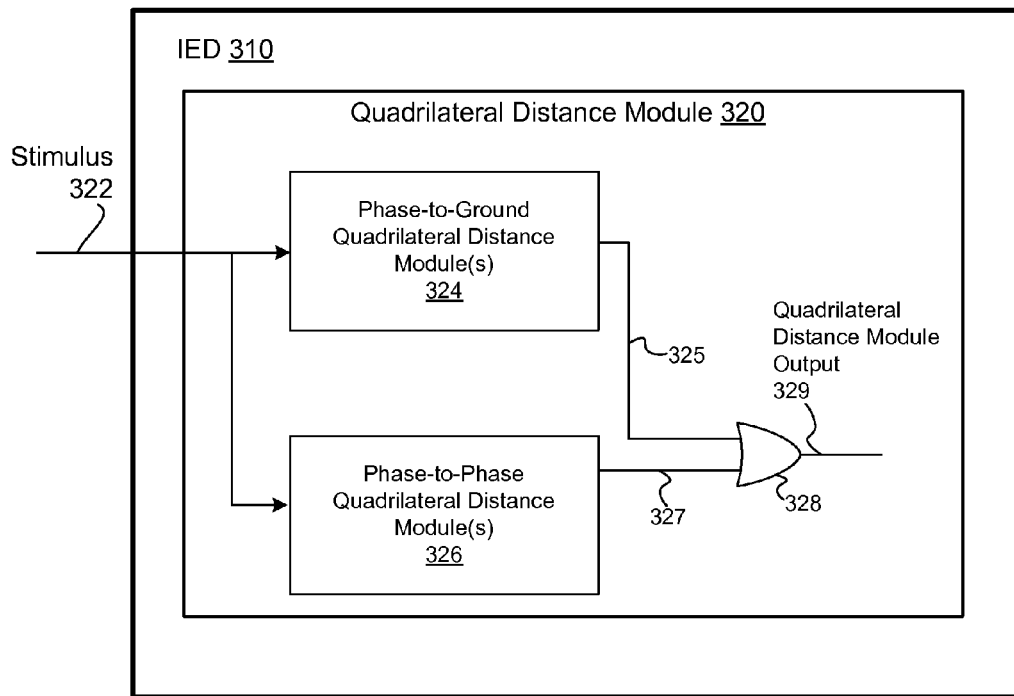 IED 310
Quadrilateral Distance Module 320
Stimulus
322
Phase-to-Ground
Quadrilateral Distance
Module(s)
324
325
Quadrilateral
Distance Module
Output
329
Phase-to-Phase
Quadrilateral Distance
Module(s)
326
327
328